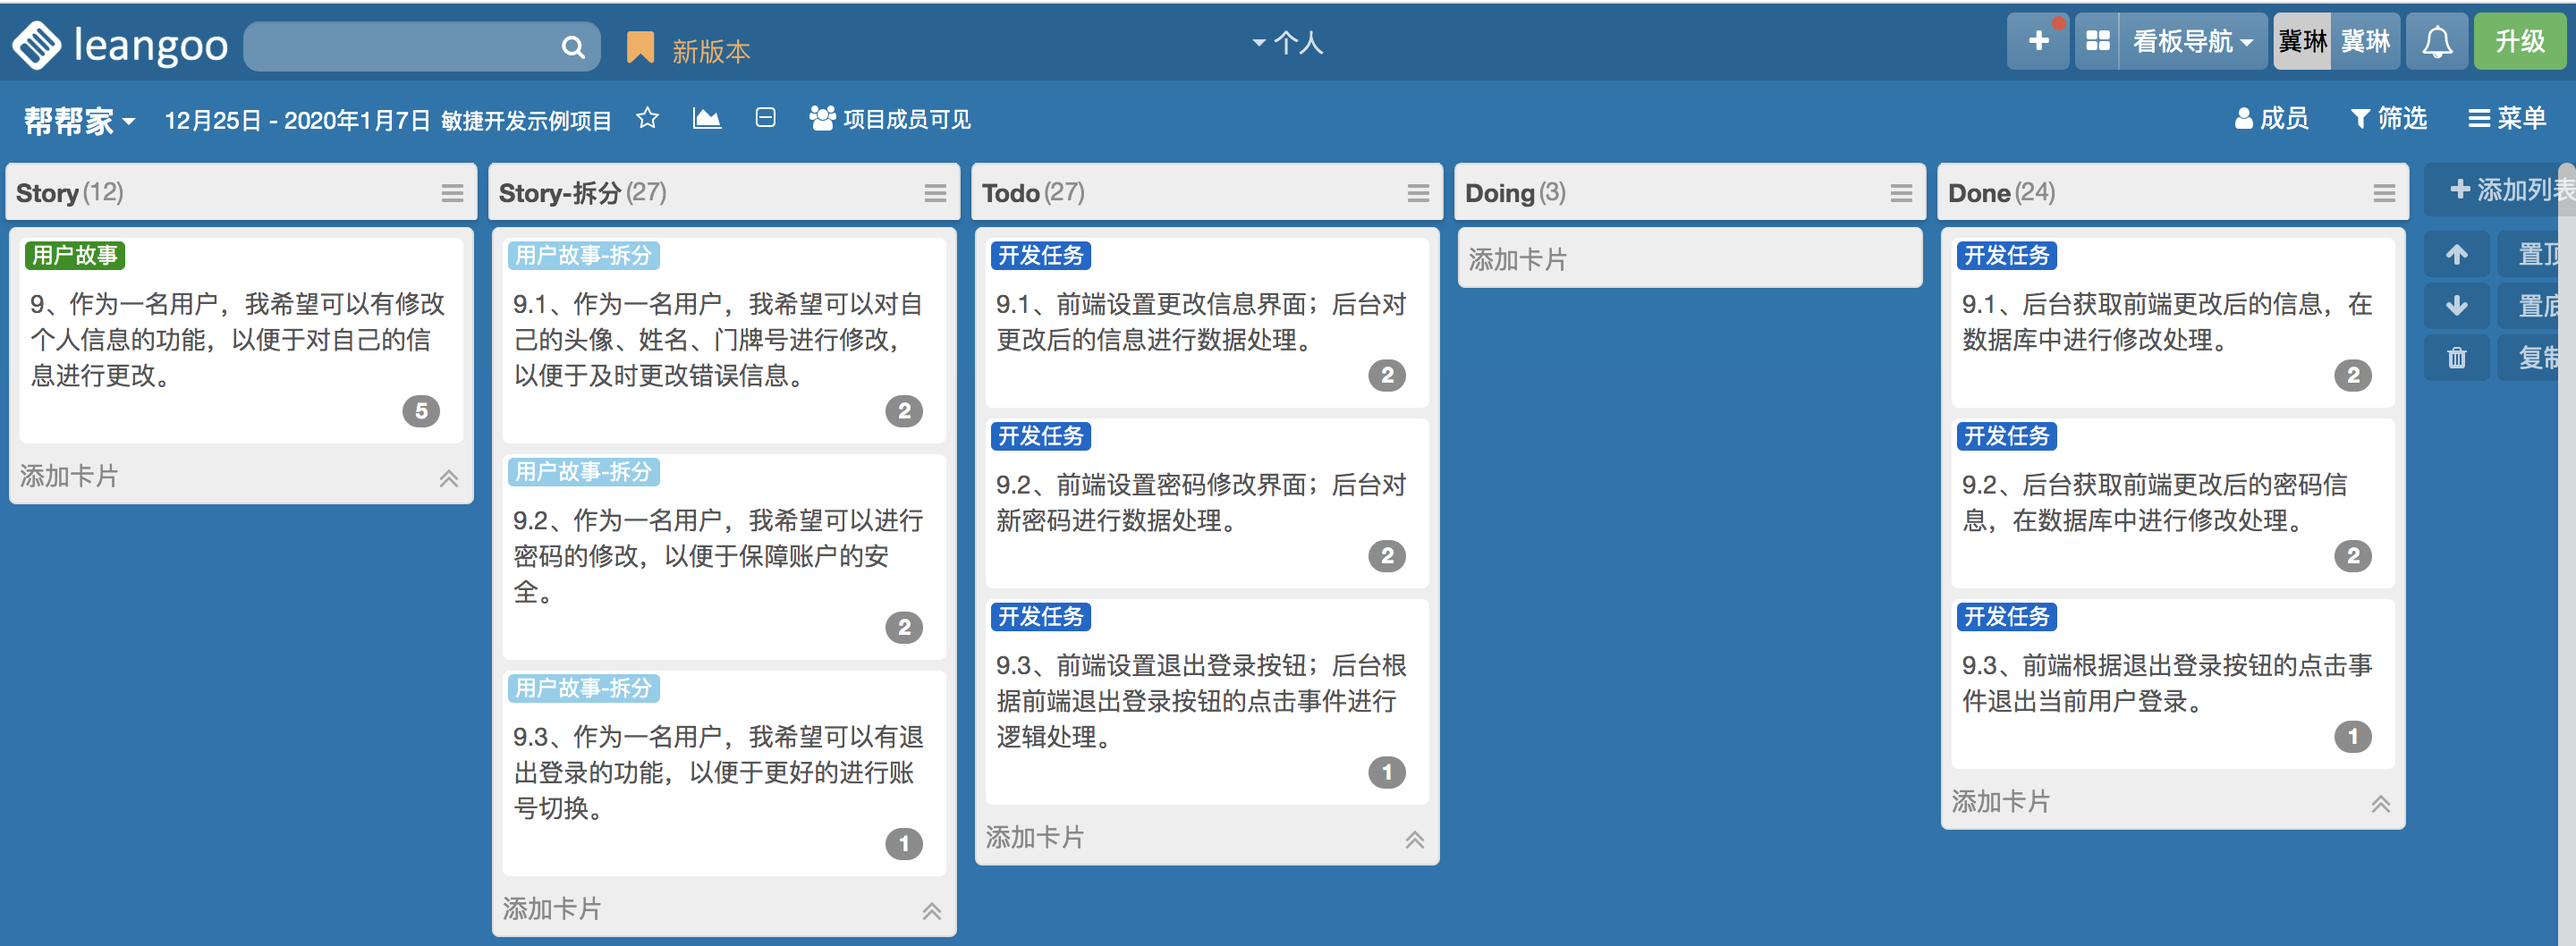 leangoo
新版本
个人
看板导航
冀琳 冀琳
升级
帮帮家
12月25日 - 2020年1月7日 敏捷开发示例项目
项目成员可见
成员
筛选
菜单
Story (12)
用户故事
9、作为一名用户，我希望可以有修改
个人信息的功能，以便于对自己的信
息进行更改。
5
添加卡片
Story-拆分 (27)
用户故事-拆分
9.1、作为一名用户，我希望可以对自
己的头像、姓名、门牌号进行修改，
以便于及时更改错误信息。
2
用户故事-拆分
9.2、作为一名用户，我希望可以进行
密码的修改，以便于保障账户的安
全。
2
用户故事-拆分
9.3、作为一名用户，我希望可以有退
出登录的功能，以便于更好的进行账
号切换。
1
添加卡片
Todo (27)
开发任务
9.1、前端设置更改信息界面；后台对
更改后的信息进行数据处理。
2
开发任务
9.2、前端设置密码修改界面；后台对
新密码进行数据处理。
2
开发任务
9.3、前端设置退出登录按钮；后台根
据前端退出登录按钮的点击事件进行
逻辑处理。
1
添加卡片
Doing (3)
添加卡片
Done (24)
开发任务
9.1、后台获取前端更改后的信息，在
数据库中进行修改处理。
2
开发任务
9.2、后台获取前端更改后的密码信
息，在数据库中进行修改处理。
2
开发任务
9.3、前端根据退出登录按钮的点击事
件退出当前用户登录。
1
添加卡片
添加列表
置顶
置底
复制